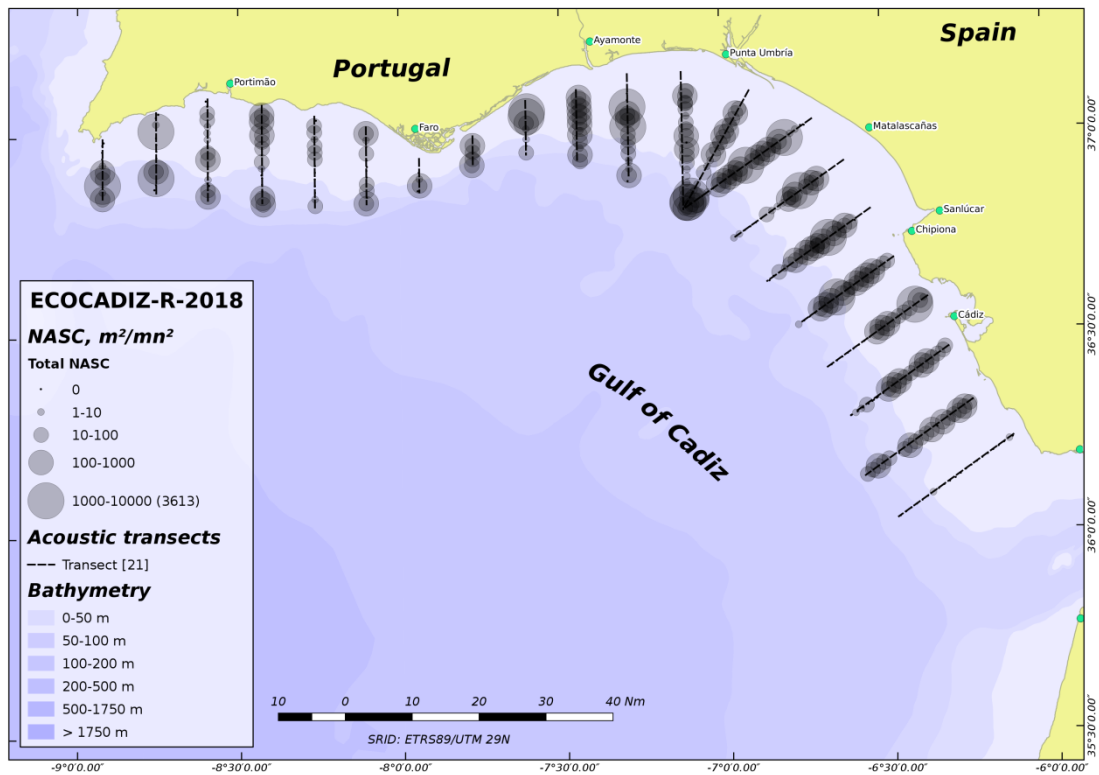 Spain
Ayamonte
Punta Umbría
Portugal
Portimão
Faro
Matalascañas
37°0'0.00"
Sanlúcar
Chipiona
ECOCADIZ-R-2018
NASC, m²/mn²
Total NASC
0
1-10
10-100
100-1000
1000-10000 (3613)
Acoustic transects
Transect [21]
Bathymetry
0-50 m
50-100 m
100-200 m
200-500 m
500-1750 m
> 1750 m
Cádiz
36°30'0.00"
Gulf of Cadiz
36°0'0.00"
10 0 10 20 30 40 Nm
SRID: ETRS89/UTM 29N
35°30'0.00"
-9°0'0.00" -8°30'0.00" -8°0'0.00" -7°30'0.00" -7°0'0.00" -6°30'0.00" -6°0'0.00"